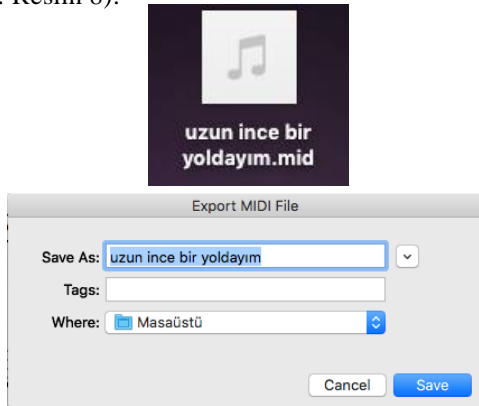 Resim 8).
uzun ince bir
yoldayım.mid
Export MIDI File
Save As: uzun ince bir yoldayım
Tags:
Where: Masaüstü
Cancel Save